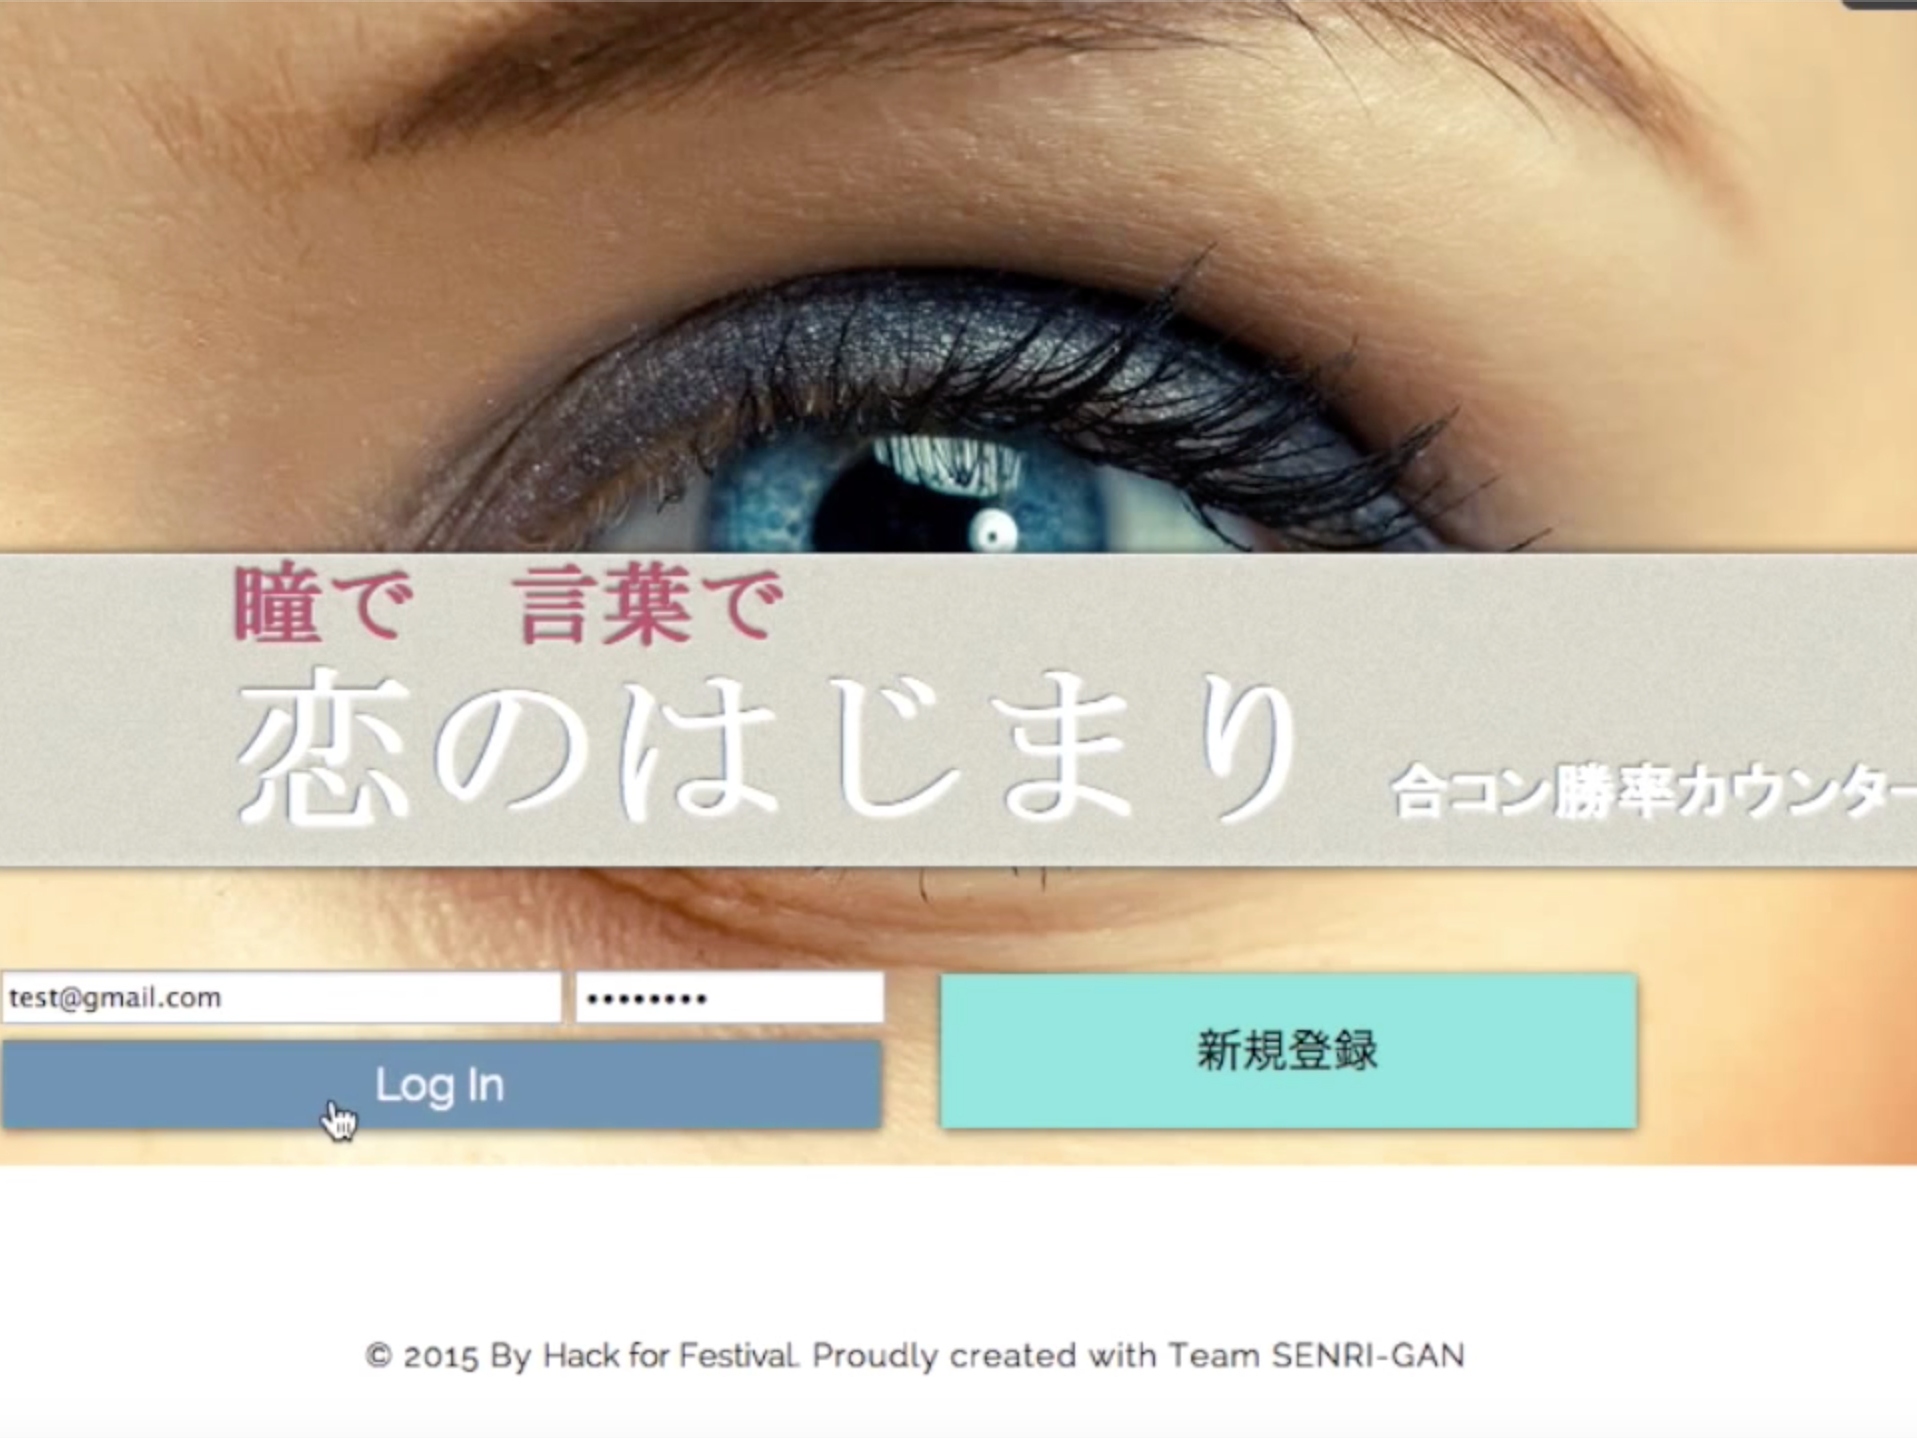 瞳で　言葉で
恋のはじまり
合コン勝率カウンター
test@gmail.com
••••••••
Log In
新規登録
© 2015 By Hack for Festival. Proudly created with Team SENRI-GAN